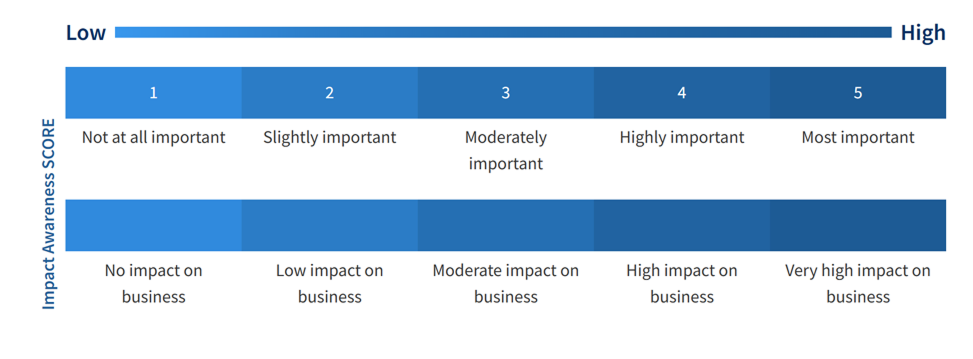 Low High
1 2 3 4 5
Not at all important Slightly important Moderately important Highly important Most important
Impact Awareness SCORE
No impact on business Low impact on business Moderate impact on business High impact on business Very high impact on business